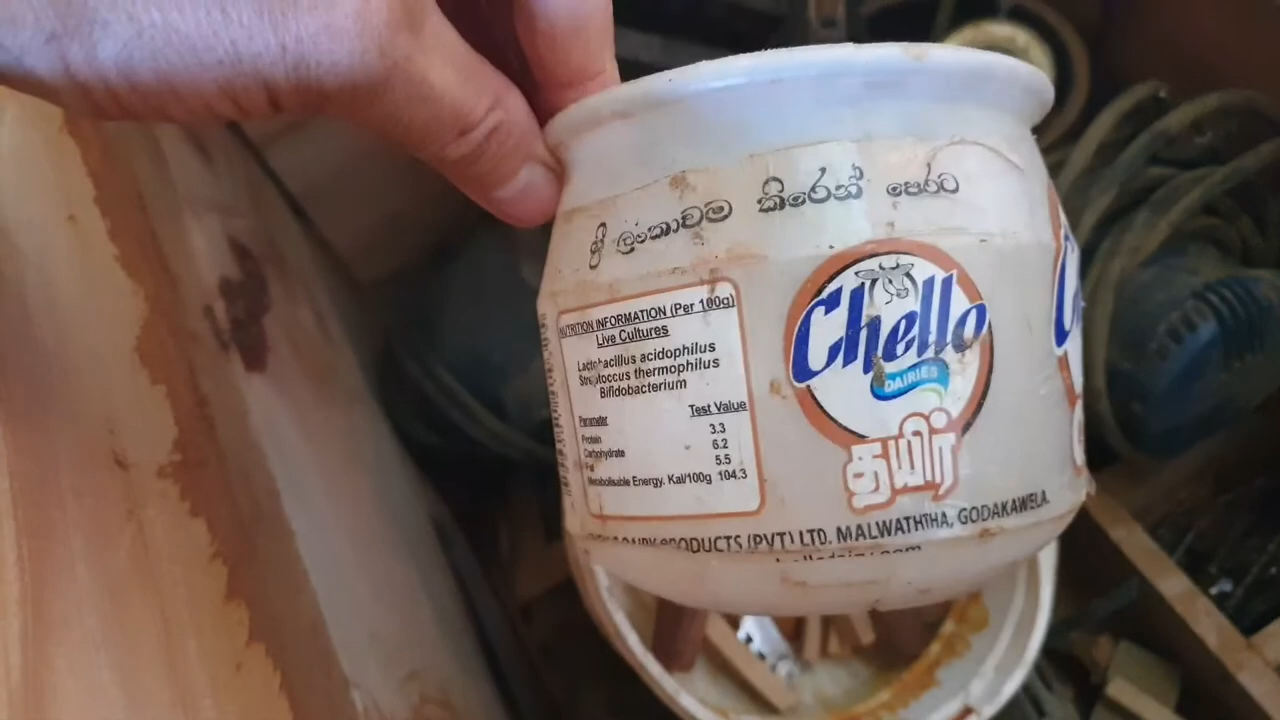 ශ්‍රී ලංකාවම කිරෙන් පෙරට
NUTRITION INFORMATION (Per 100g)
Live Cultures
Lactobacillus acidophilus
Streptoccus thermophilus
Bifidobacterium
Parameter Test Value
Protein 3.3
Carbohydrate 6.2
Fat 5.5
Metabolisable Energy. Kal/100g 104.3
Chello
DAIRIES
தயிர்
DAIRY PRODUCTS (PVT) LTD. MALWATHTHA, GODAKAWELA.